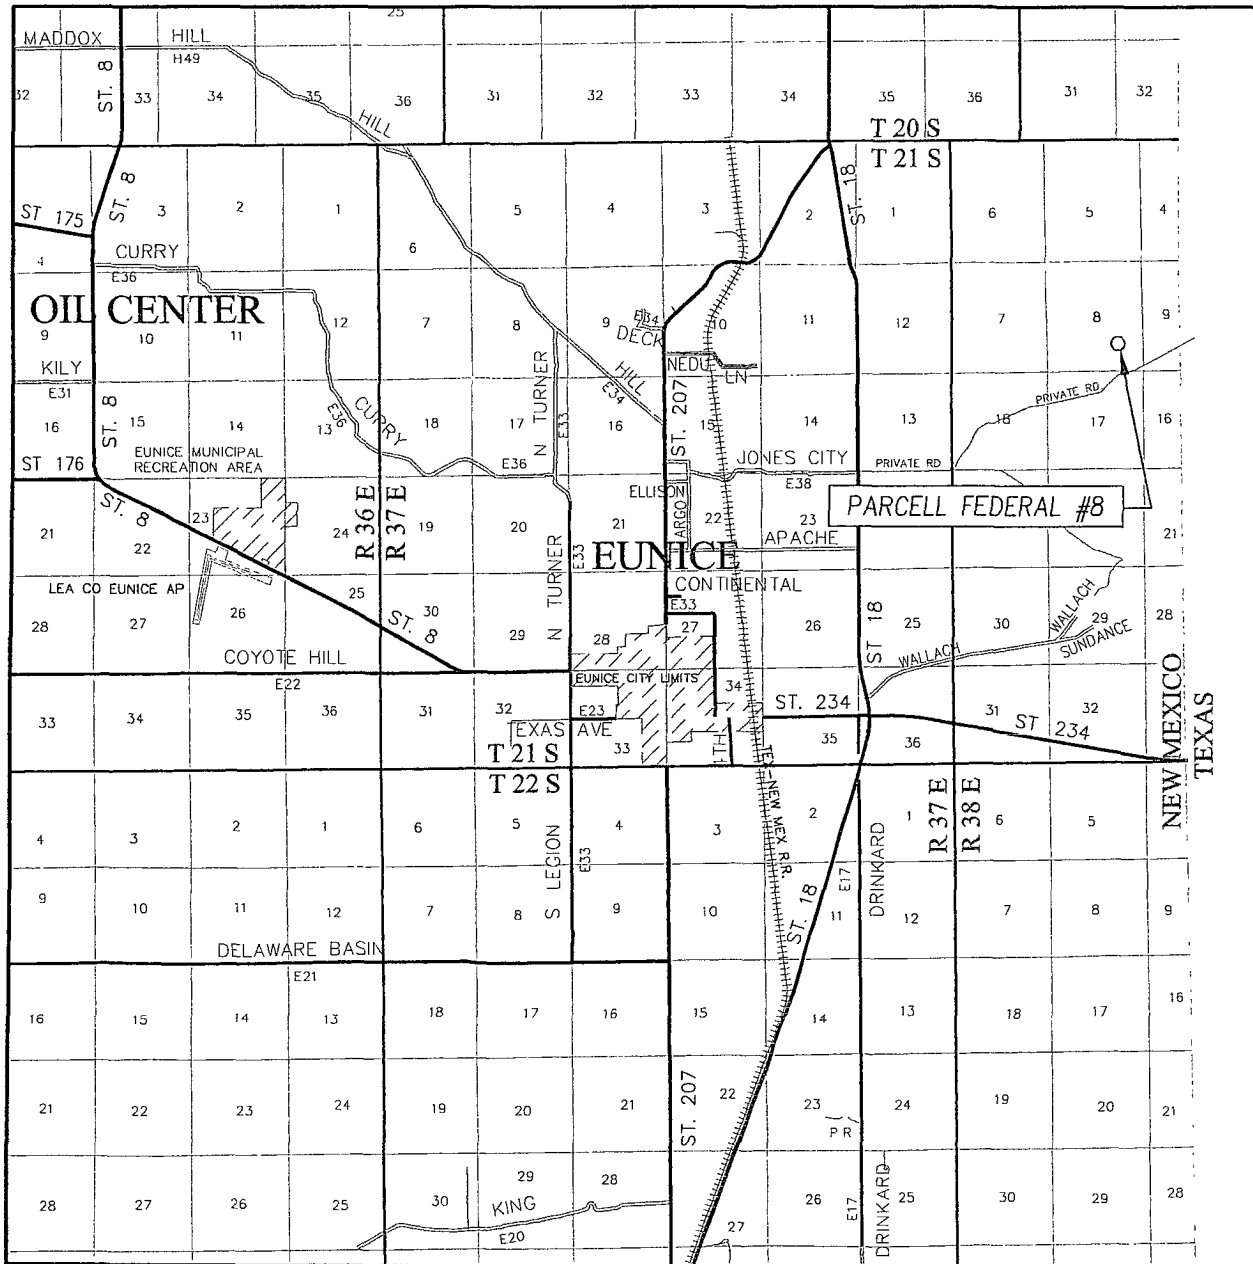 25
MADDOX HILL
H49
ST. 8
32 33 34 35 36 31 32 33 34 35 36 31 32
HILL
T 20 S
T 21 S
ST. 8
ST. 18
3 2 1 5 4 3 2 1 6 5 4
ST 175
6
CURRY
4
E36
OIL CENTER
9 10 11 12 7 8 9 10 11 12 7 8 9
E34
DECK
KILY
E31
N TURNER
HILL
E34
NEDU
LN
PRIVATE RD
ST. 8
E36
CURRY
E33
ST. 207
16 15 14 13 18 17 16 15 14 13 18 17 16
EUNICE MUNICIPAL
RECREATION AREA
ST 176
E36
JONES CITY
PRIVATE RD
E38
ELLISON
PARCELL FEDERAL #8
ST. 8
R 36 E
R 37 E
ARGO
21 22 23 24 19 20 21 22 23 21
APACHE
EUNICE
N TURNER
E33
CONTINENTAL
LEA CO EUNICE AP
E33
28 27 26 25 30 29 28 27 26 25 30 29 28
ST. 8
ST 18
WALLACH
WALLACH
SUNDANCE
COYOTE HILL
E22
EUNICE CITY LIMITS
33 34 35 36 31 32 33 34 35 36 31 32
E23
TEXAS AVE
ST. 234
ST 234
NEW MEXICO
TEXAS
T 21 S
T 22 S
TEX-NEW MEX R.R.
R 37 E
R 38 E
4 3 2 1 6 5 4 3 2 1 6 5
S LEGION
E33
E17
DRINKARD
9 10 11 12 7 8 9 10 11 12 7 8 9
ST. 18
DELAWARE BASIN
E21
16 15 14 13 18 17 16 15 14 13 18 17 16
ST. 207
21 22 23 24 19 20 21 22 23 24 19 20 21
P R
28 27 26 25 30 29 28 27 26 25 30 29 28
KING
E20
E17
DRINKARD